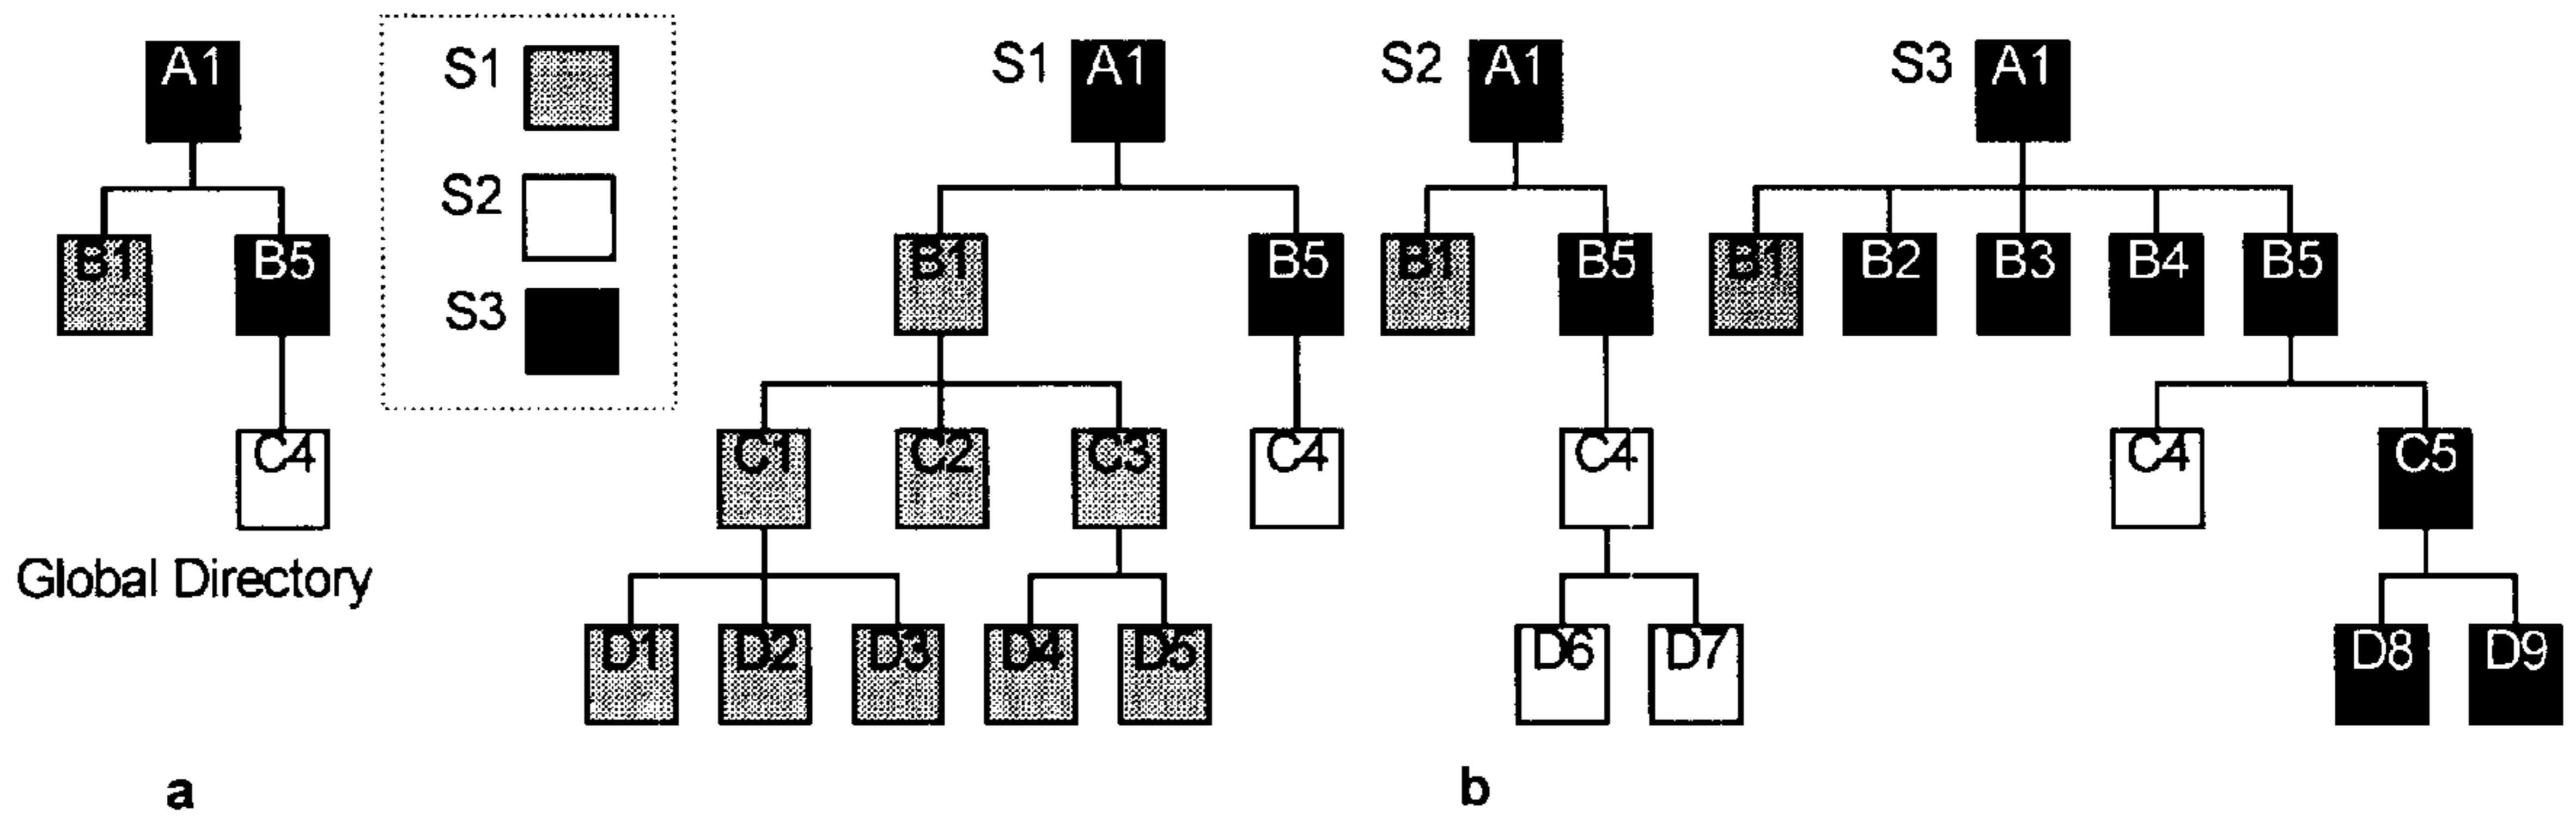 A1
B1 B5
C4
Global Directory
a
S1
S2
S3
S1 A1
B1 B5
C1 C2 C3 C4
D1 D2 D3 D4 D5
S2 A1
B1 B5
C4
D6 D7
S3 A1
B1 B2 B3 B4 B5
C4 C5
D8 D9
b